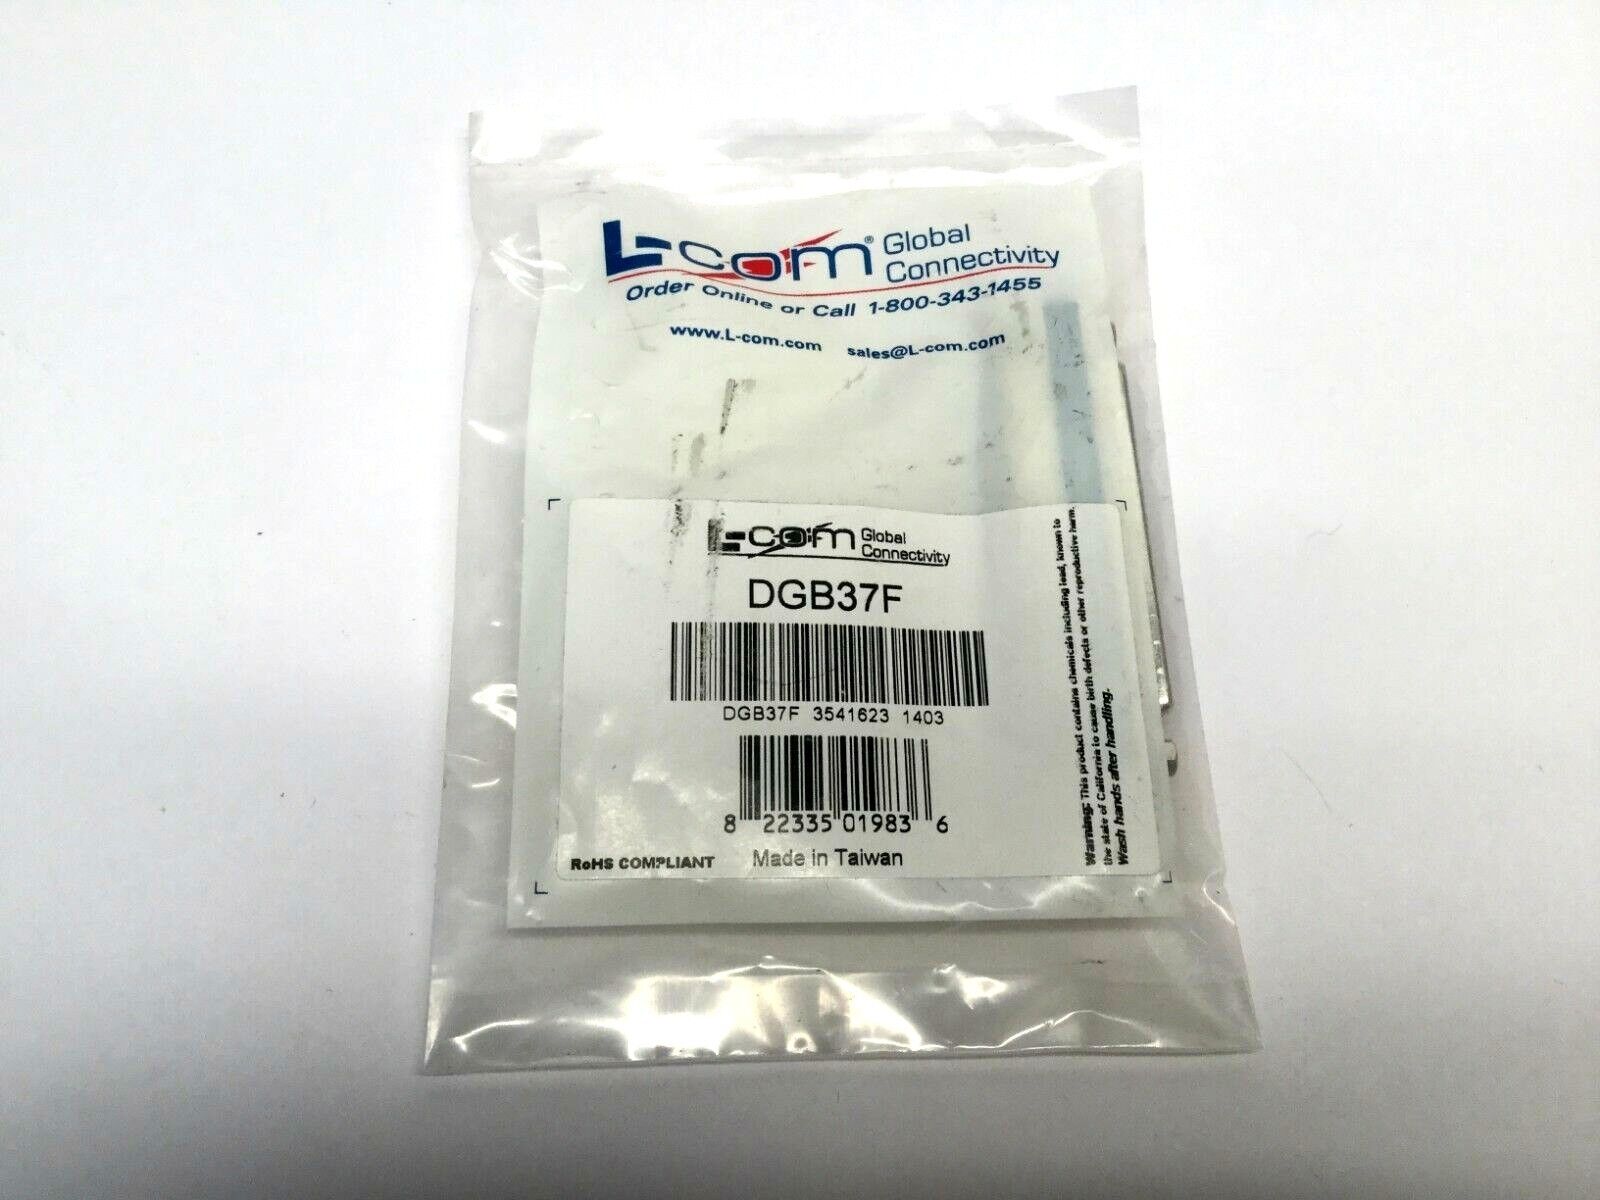 L-com® Global Connectivity
Order Online or Call 1-800-343-1455
www.L-com.com sales@L-com.com
L-com Global Connectivity
DGB37F
DGB37F 3541623 1403
8 22335 01983 6
RoHS COMPLIANT Made in Taiwan
Warning: This product contains chemicals including lead, known to
the state of California to cause birth defects or other reproductive harm.
Wash hands after handling.